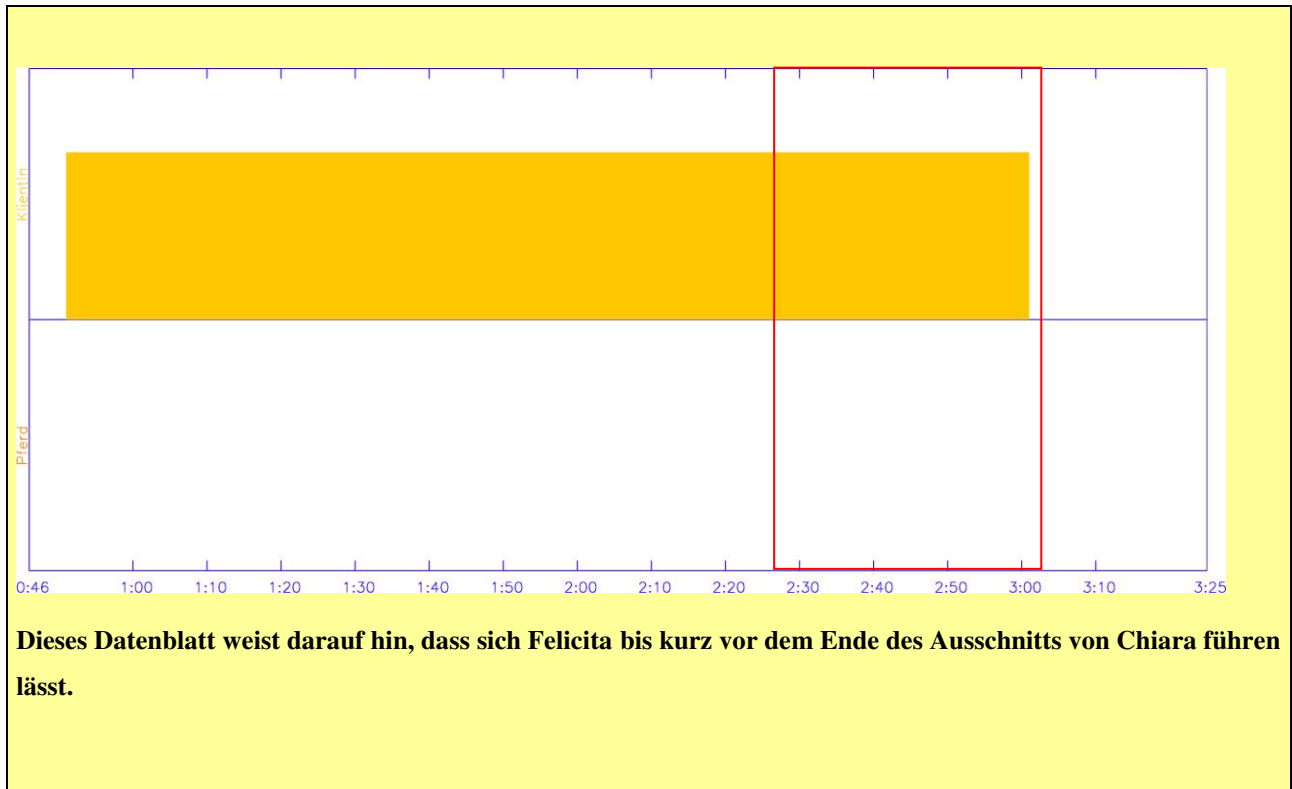 KlientIn
Pferd
0:46 1:00 1:10 1:20 1:30 1:40 1:50 2:00 2:10 2:20 2:30 2:40 2:50 3:00 3:10 3:25
Dieses Datenblatt weist darauf hin, dass sich Felicita bis kurz vor dem Ende des Ausschnitts von Chiara führen
lässt.